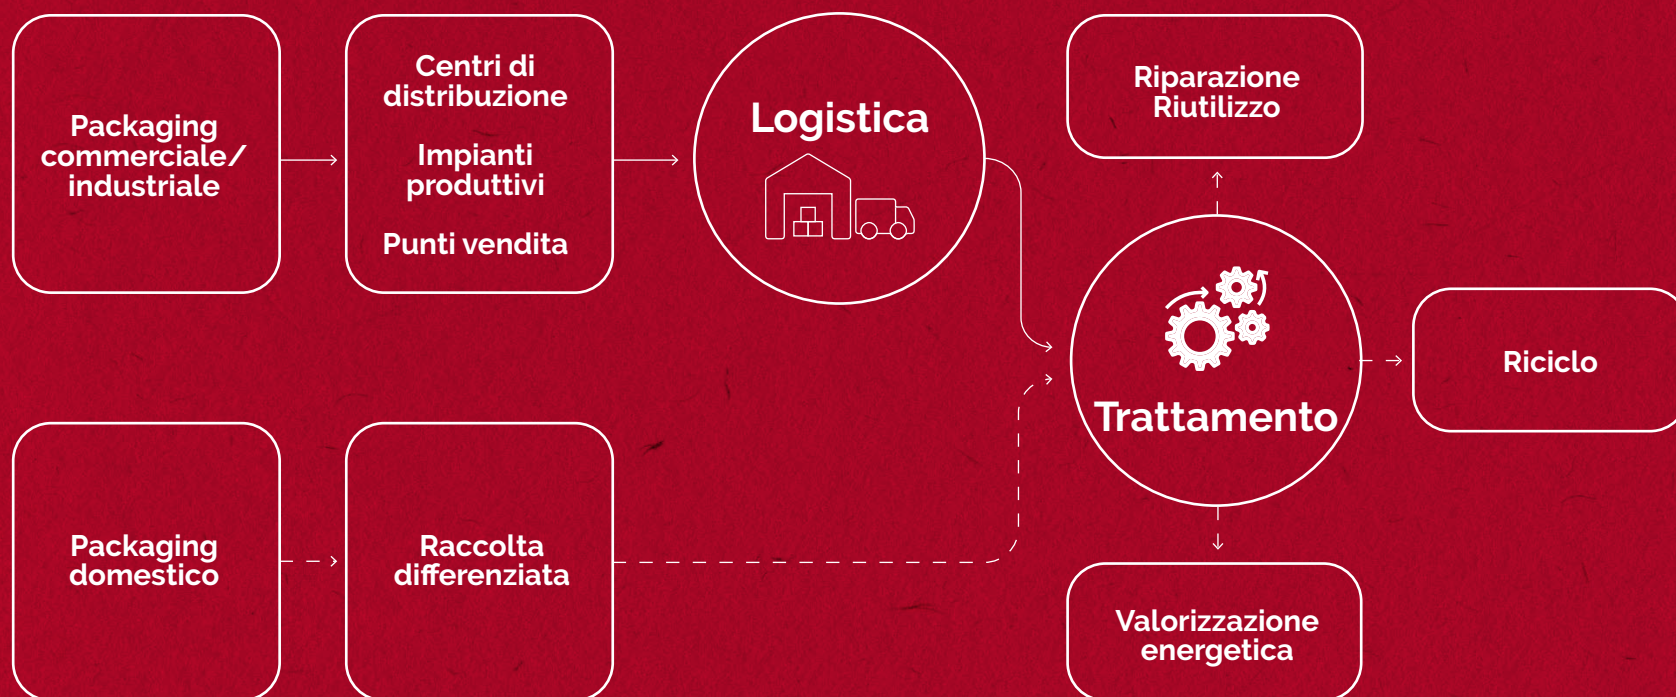 Packaging
commerciale/
industriale
Centri di
distribuzione
Impianti
produttivi
Punti vendita
Logistica
Riparazione
Riutilizzo
Trattamento
Riciclo
Packaging
domestico
Raccolta
differenziata
Valorizzazione
energetica